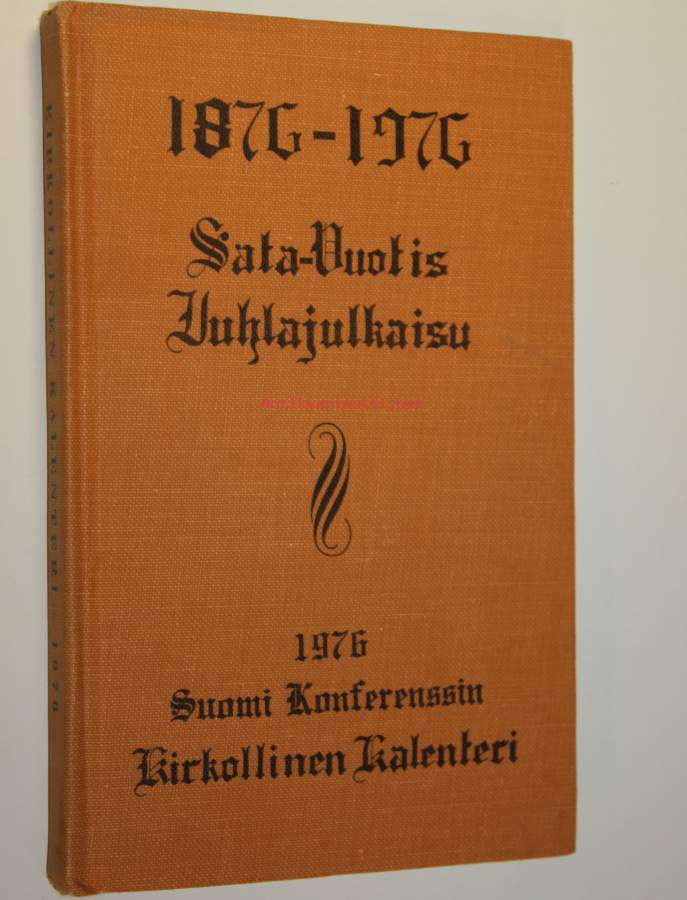 1876-1976
Sata-Vuotis
Juhlajulkaisu
1976
Suomi Konferenssin
Kirkollinen Kalenteri
KIRKOLLINEN KALENTERI 1976